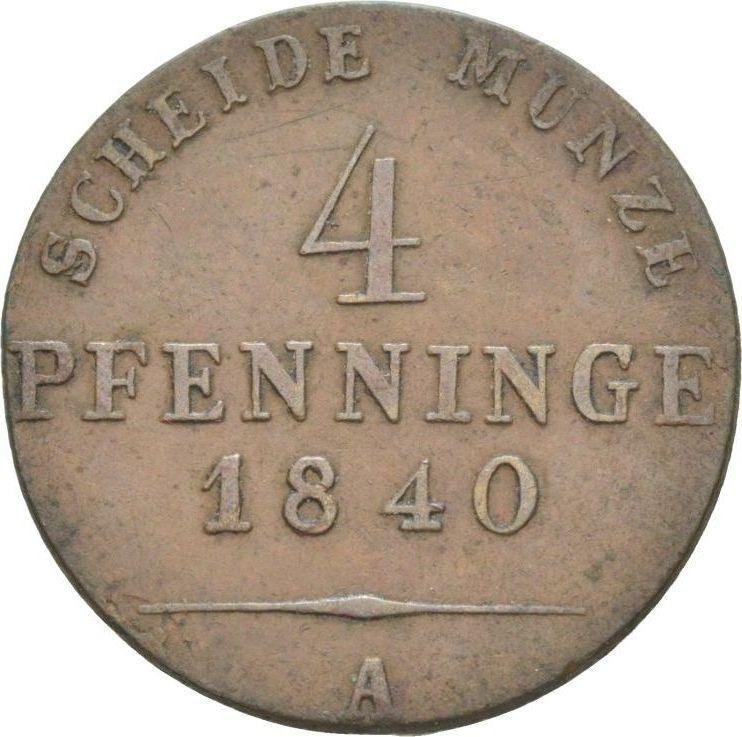 SCHEIDE MUNZE
4
PFENNINGE
1840
A